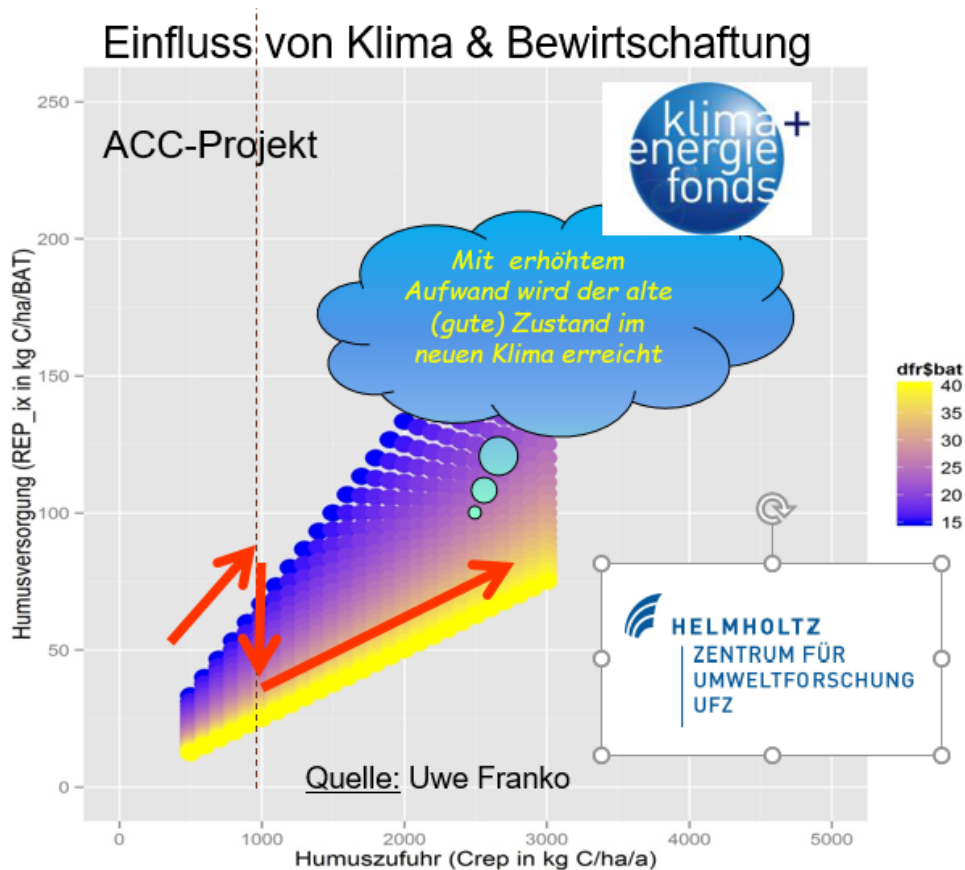 Einfluss von Klima & Bewirtschaftung
ACC-Projekt
klima+
energie
fonds
Mit erhöhtem
Aufwand wird der alte
(gute) Zustand im
neuen Klima erreicht
Humusversorgung (REP_ix in kg C/ha/BAT)
250
200
150
100
50
0
dfr$bat
40
35
30
25
20
15
HELMHOLTZ
ZENTRUM FÜR
UMWELTFORSCHUNG
UFZ
Quelle: Uwe Franko
0
1000
2000
3000
4000
5000
Humuszufuhr (Crep in kg C/ha/a)